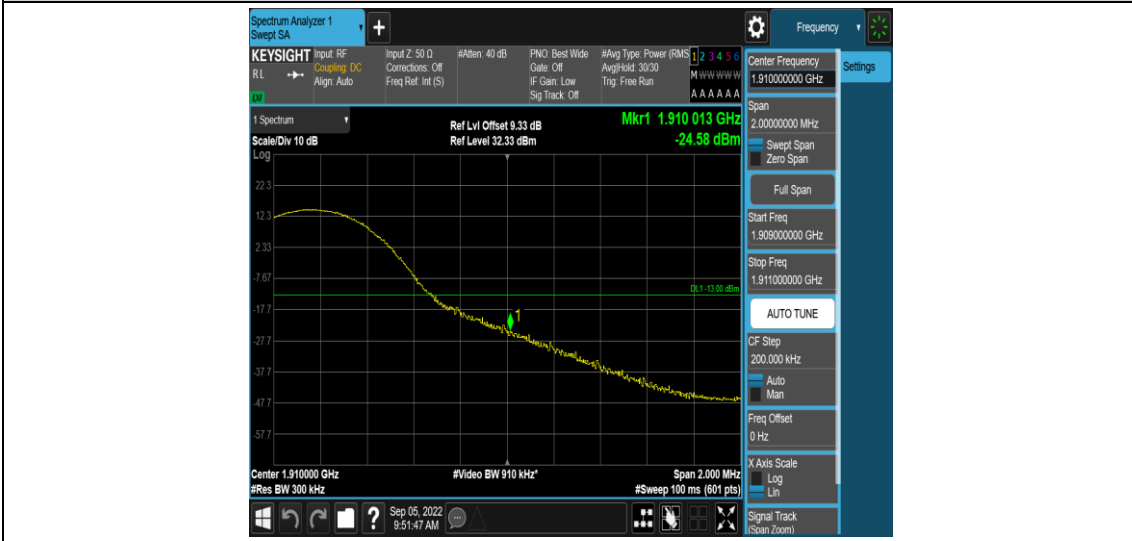 Spectrum Analyzer 1
Swept SA
+
Frequency
KEYSIGHT
RL
Input: RF
Coupling: DC
Align: Auto
Input Z: 50 Ω
Corrections: Off
Freq Ref: Int (S)
#Atten: 40 dB
PNO: Best Wide
Gate: Off
IF Gain: Low
Sig Track: Off
#Avg Type: Power (RMS
Avg|Hold: 30/30
Trig: Free Run
1 2 3 4 5 6
M W W W W W
A A A A A A
1 Spectrum
Scale/Div 10 dB
Log
Ref Lvl Offset 9.33 dB
Ref Level 32.33 dBm
Mkr1 1.910 013 GHz
-24.58 dBm
22.3
12.3
2.33
-7.67
-17.7
-27.7
-37.7
-47.7
-57.7
DL1 -13.00 dBm
1
Center 1.910000 GHz
#Res BW 300 kHz
#Video BW 910 kHz*
Span 2.000 MHz
#Sweep 100 ms (601 pts)
Center Frequency
1.910000000 GHz
Settings
Span
2.00000000 MHz
Swept Span
Zero Span
Full Span
Start Freq
1.909000000 GHz
Stop Freq
1.911000000 GHz
AUTO TUNE
CF Step
200.000 kHz
Auto
Man
Freq Offset
0 Hz
X Axis Scale
Log
Lin
Signal Track
(Span Zoom)
?
Sep 05, 2022
9:51:47 AM